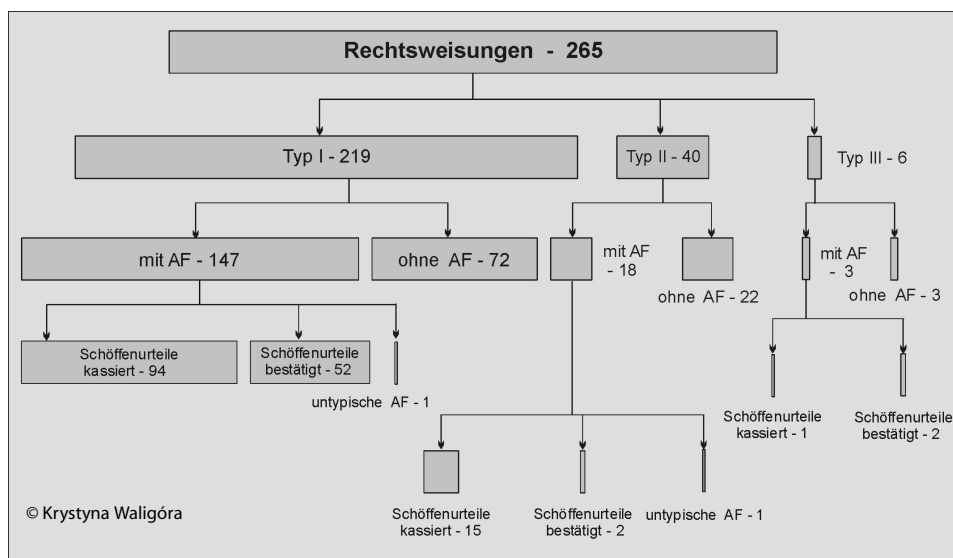 Rechtsweisungen - 265
Typ I - 219
Typ II - 40
Typ III - 6
mit AF - 147
ohne AF - 72
mit AF
- 18
ohne AF - 22
mit AF
- 3
ohne AF - 3
Schöffenurteile
kassiert - 94
Schöffenurteile
bestätigt - 52
untypische AF - 1
Schöffenurteile
kassiert - 1
Schöffenurteile
bestätigt - 2
Schöffenurteile
kassiert - 15
Schöffenurteile
bestätigt - 2
untypische AF - 1
© Krystyna Waligóra